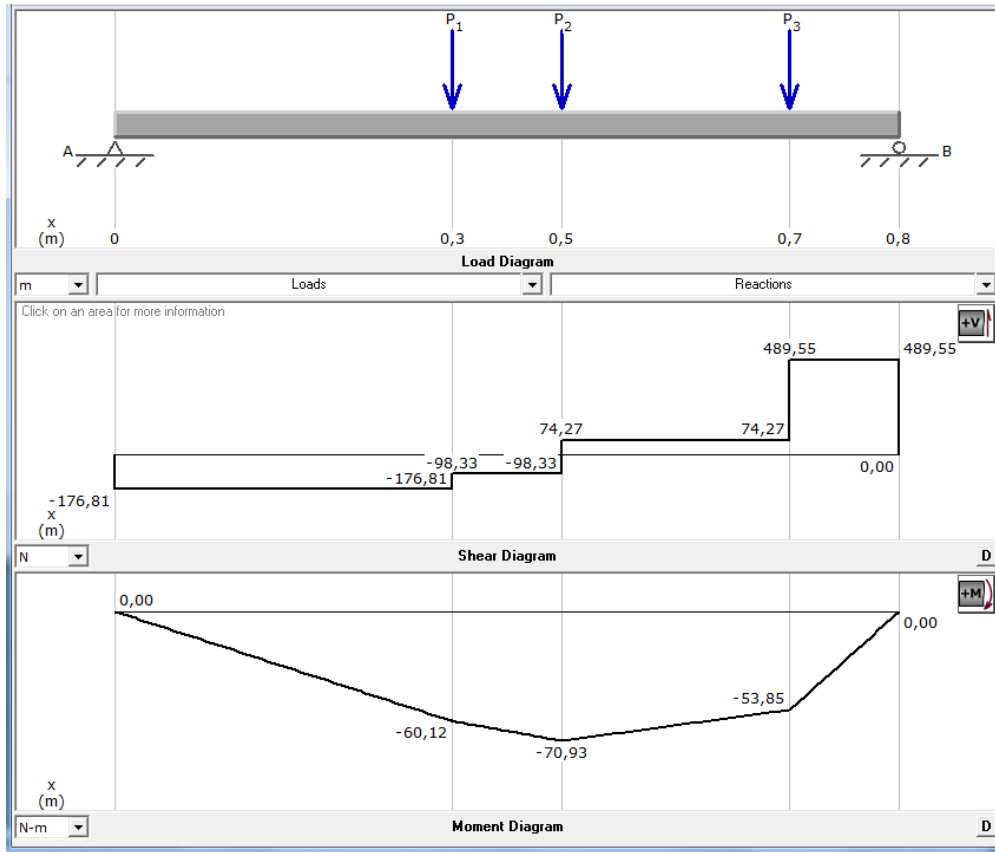 P1 P2 P3
A B
x
(m) 0 0,3 0,5 0,7 0,8
Load Diagram
m Loads Reactions
Click on an area for more information
+V
489,55 489,55
74,27 74,27
-98,33 -98,33
-176,81 0,00
-176,81
x
(m)
N Shear Diagram D
+M
0,00 0,00
-53,85
-60,12
-70,93
x
(m)
N-m Moment Diagram D